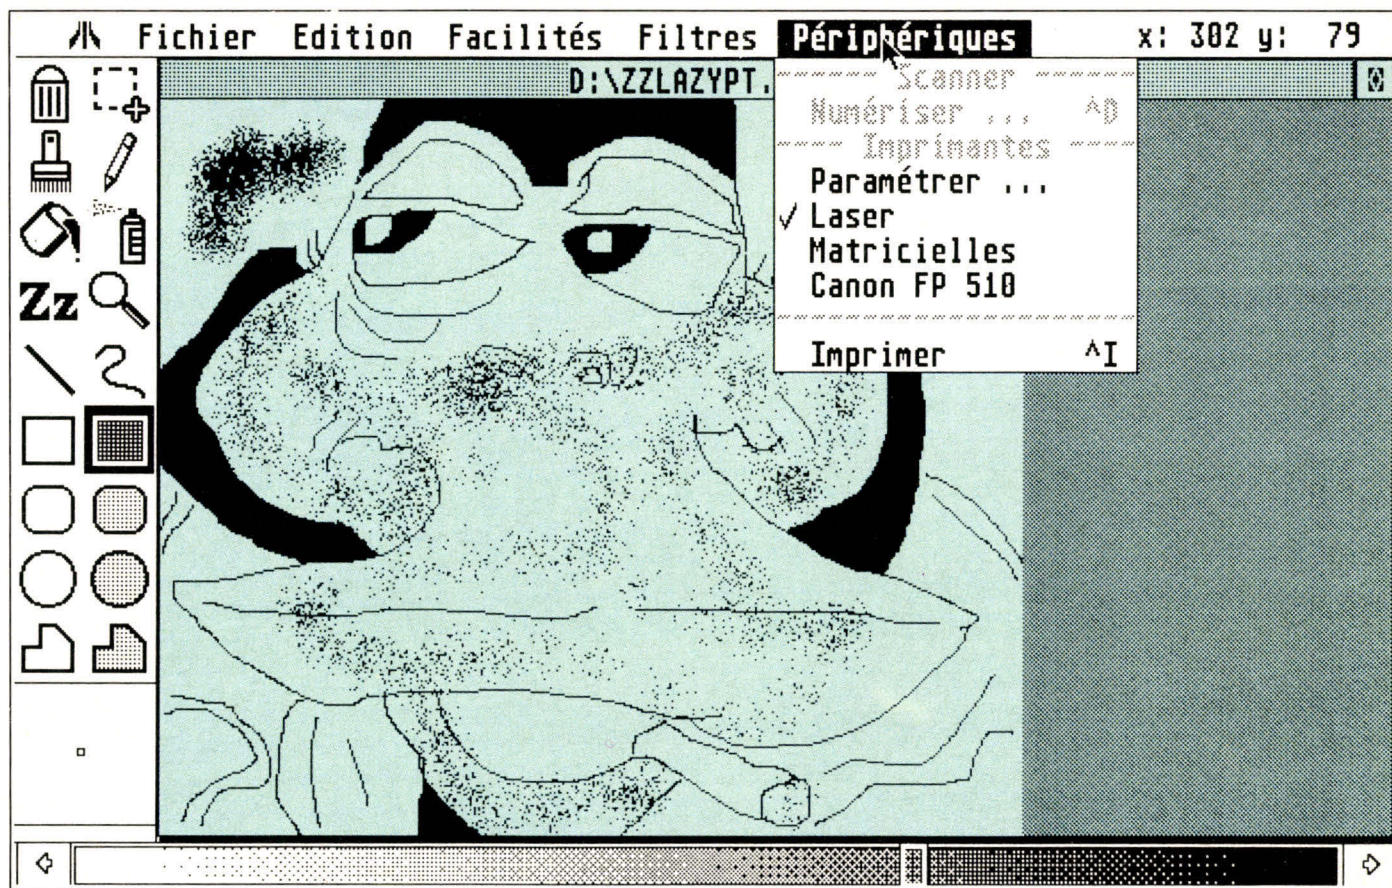 Fichier Edition Facilités Filtres Périphériques x: 302 y: 79
D:\ZZLAZYPT.
Scanner
Numériser ... ^D
Imprimantes
Paramétrer ...
✓ Laser
Matricielles
Canon FP 510
Imprimer ^I
Zz